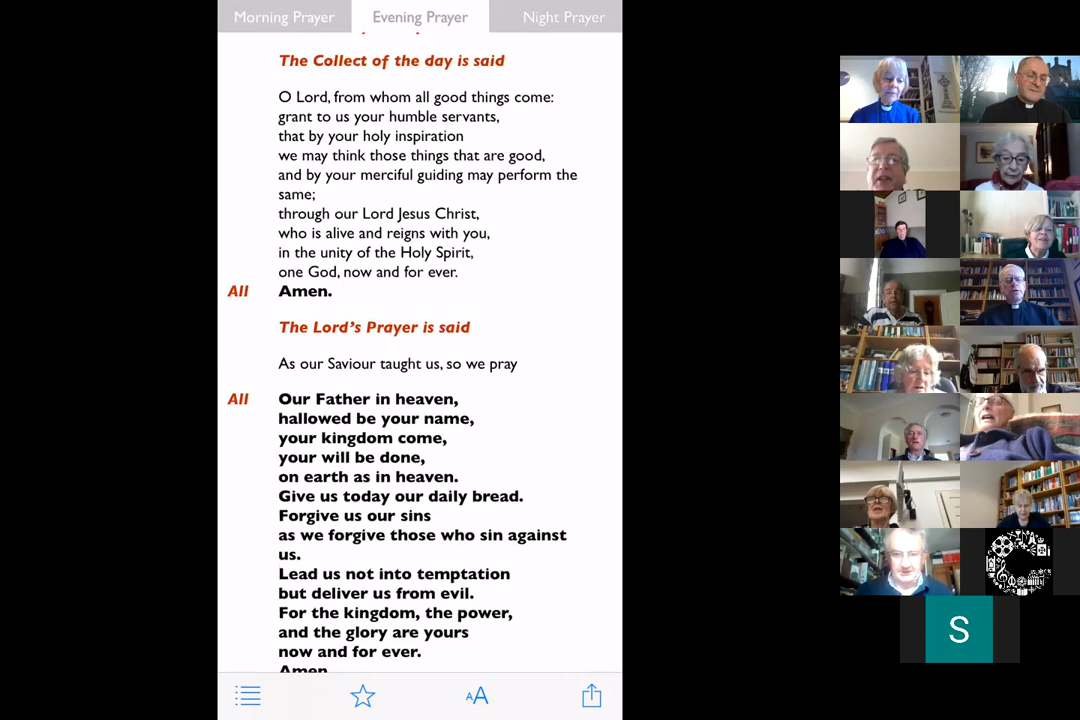 Morning Prayer Evening Prayer Night Prayer
The Collect of the day is said
O Lord, from whom all good things come:
grant to us your humble servants,
that by your holy inspiration
we may think those things that are good,
and by your merciful guiding may perform the
same;
through our Lord Jesus Christ,
who is alive and reigns with you,
in the unity of the Holy Spirit,
one God, now and for ever.
All Amen.
The Lord’s Prayer is said
As our Saviour taught us, so we pray
All Our Father in heaven,
hallowed be your name,
your kingdom come,
your will be done,
on earth as in heaven.
Give us today our daily bread.
Forgive us our sins
as we forgive those who sin against
us.
Lead us not into temptation
but deliver us from evil.
For the kingdom, the power,
and the glory are yours
now and for ever.
Amen.
AA
S